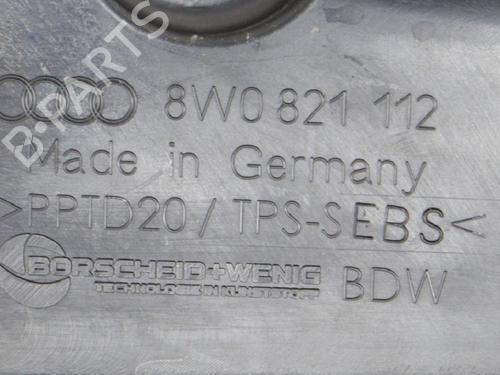 B-PARTS
8W0 821 112
Made in Germany
>PPTD20/TPS-SEBS<
BORSCHEID+WENIG
TECHNOLOGIE IN KUNSTSTOFF
BDW